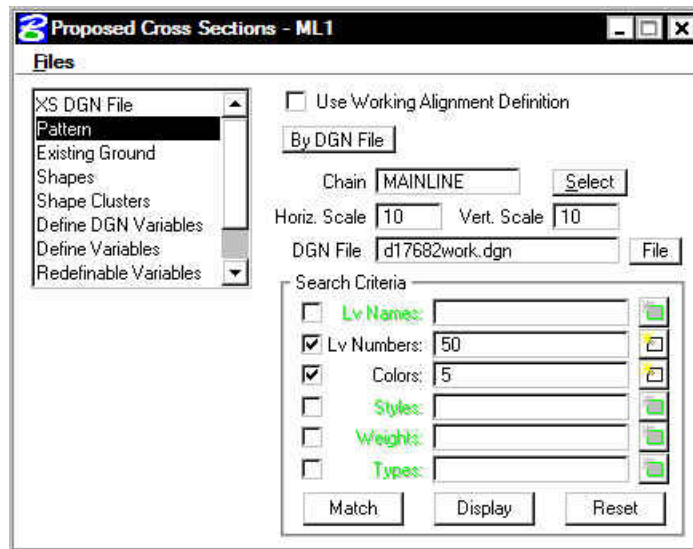 Proposed Cross Sections - ML1
Files
XS DGN File
Pattern
Existing Ground
Shapes
Shape Clusters
Define DGN Variables
Define Variables
Redefinable Variables
Use Working Alignment Definition
By DGN File
Chain MAINLINE Select
Horiz. Scale 10 Vert. Scale 10
DGN File d17682work.dgn File
Search Criteria
Lv Names:
Lv Numbers: 50
Colors: 5
Styles:
Weights:
Types:
Match Display Reset